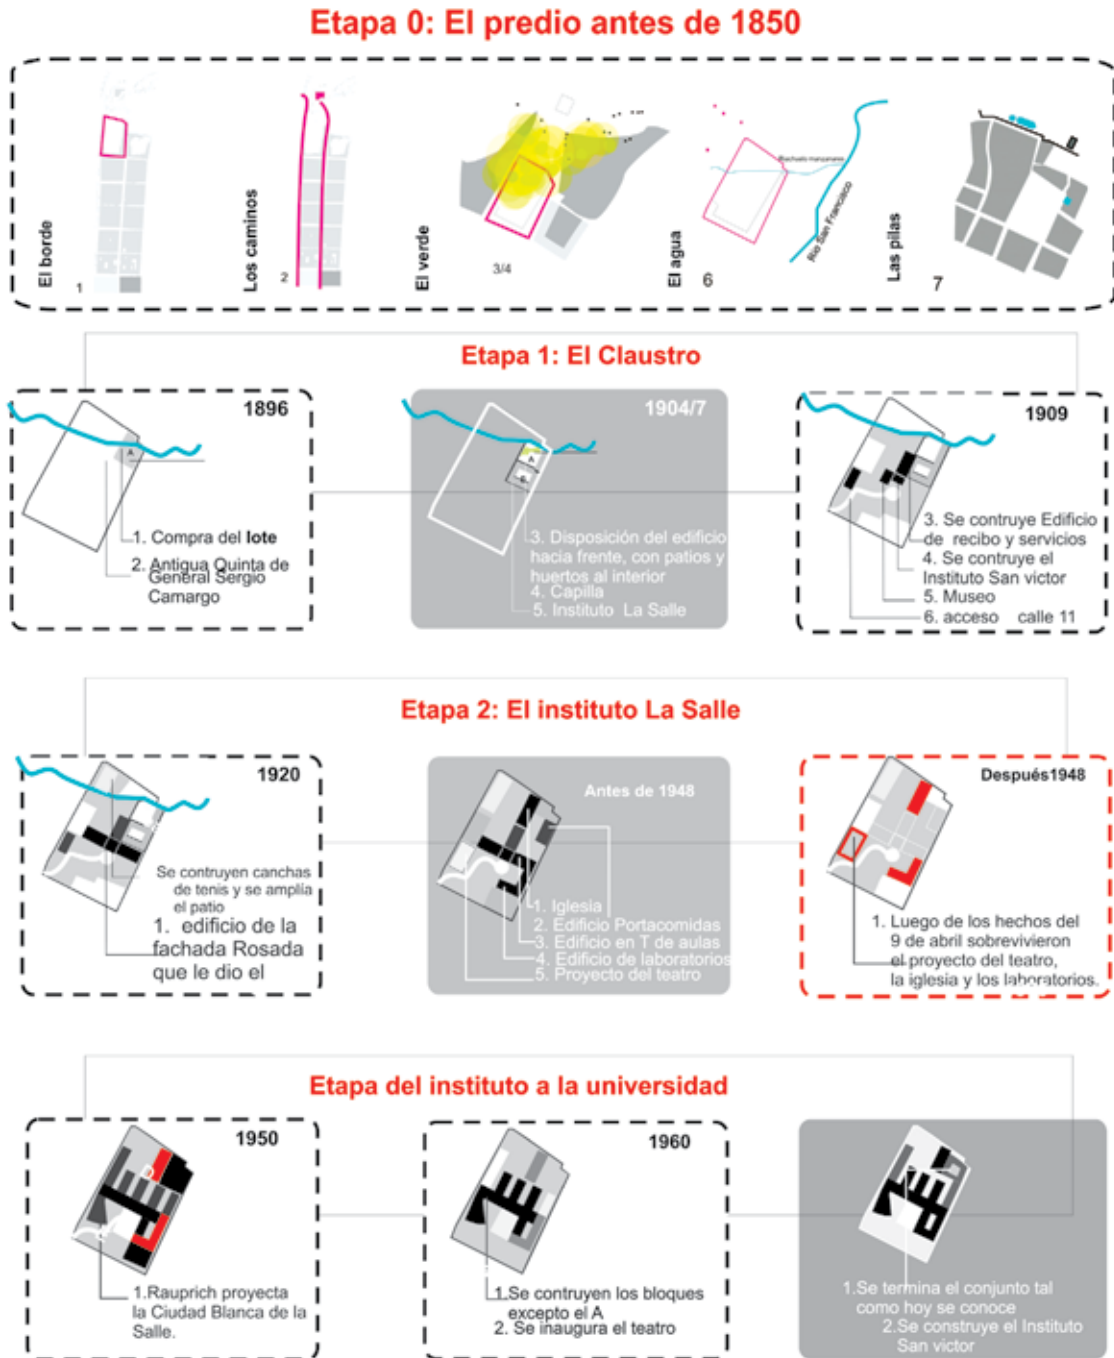 Etapa 0: El predio antes de 1850
El borde
1
Los caminos
2
El verde
3/4
El agua
6
Riachuelo manzanares
Rio San Francisco
Las pilas
7
Etapa 1: El Claustro
1896
A
1. Compra del lote
2. Antigua Quinta de
General Sergio
Camargo
1904/7
A
B
3. Disposición del edificio
hacia frente, con patios y
huertos al interior
4. Capilla
5. Instituto La Salle
1909
3. Se contruye Edificio
de recibo y servicios
4. Se contruye el
Instituto San victor
5. Museo
6. acceso calle 11
Etapa 2: El instituto La Salle
1920
Se contruyen canchas
de tenis y se amplía
el patio
1. edificio de la
fachada Rosada
que le dio el
Antes de 1948
1. Iglesia
2. Edificio Portacomidas
3. Edificio en T de aulas
4. Edificio de laboratorios
5. Proyecto del teatro
Después1948
1. Luego de los hechos del
9 de abril sobrevivieron
el proyecto del teatro,
la iglesia y los laboratorios.
Etapa del instituto a la universidad
1950
D
1.Rauprich proyecta
la Ciudad Blanca de la
Salle.
1960
1.Se contruyen los bloques
excepto el A
2. Se inaugura el teatro
1.Se termina el conjunto tal
como hoy se conoce
2.Se construye el Instituto
San victor